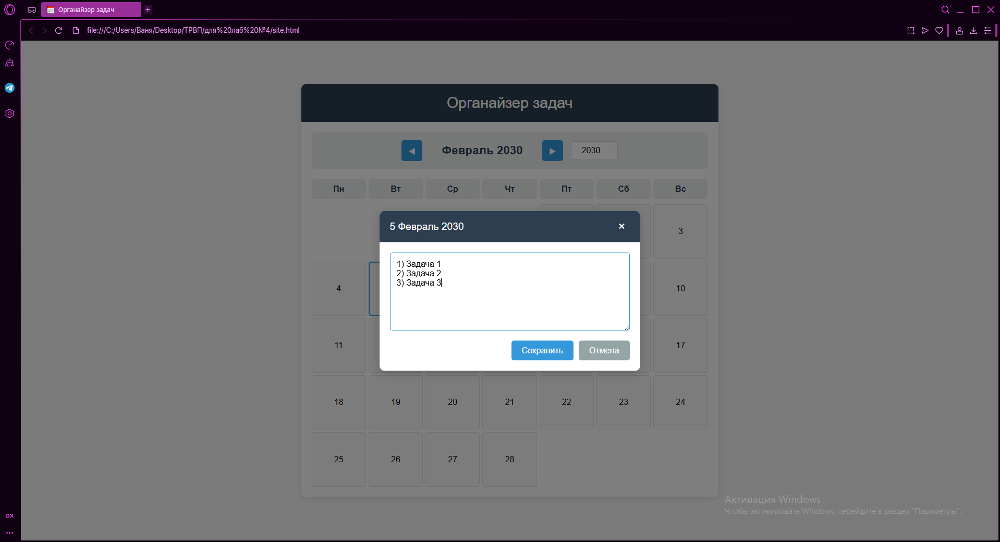 Органайзер задач
file:///C:/Users/Ваня/Desktop/ТРВП/для%20лаб%20№4/site.html
Органайзер задач
Февраль 2030
2030
Пн Вт Ср Чт Пт Сб Вс
3
5 Февраль 2030
1) Задача 1
2) Задача 2
3) Задача 3
Сохранить Отмена
4 10
11 17
18 19 20 21 22 23 24
25 26 27 28
Активация Windows
Чтобы активировать Windows, перейдите в раздел "Параметры".
GX